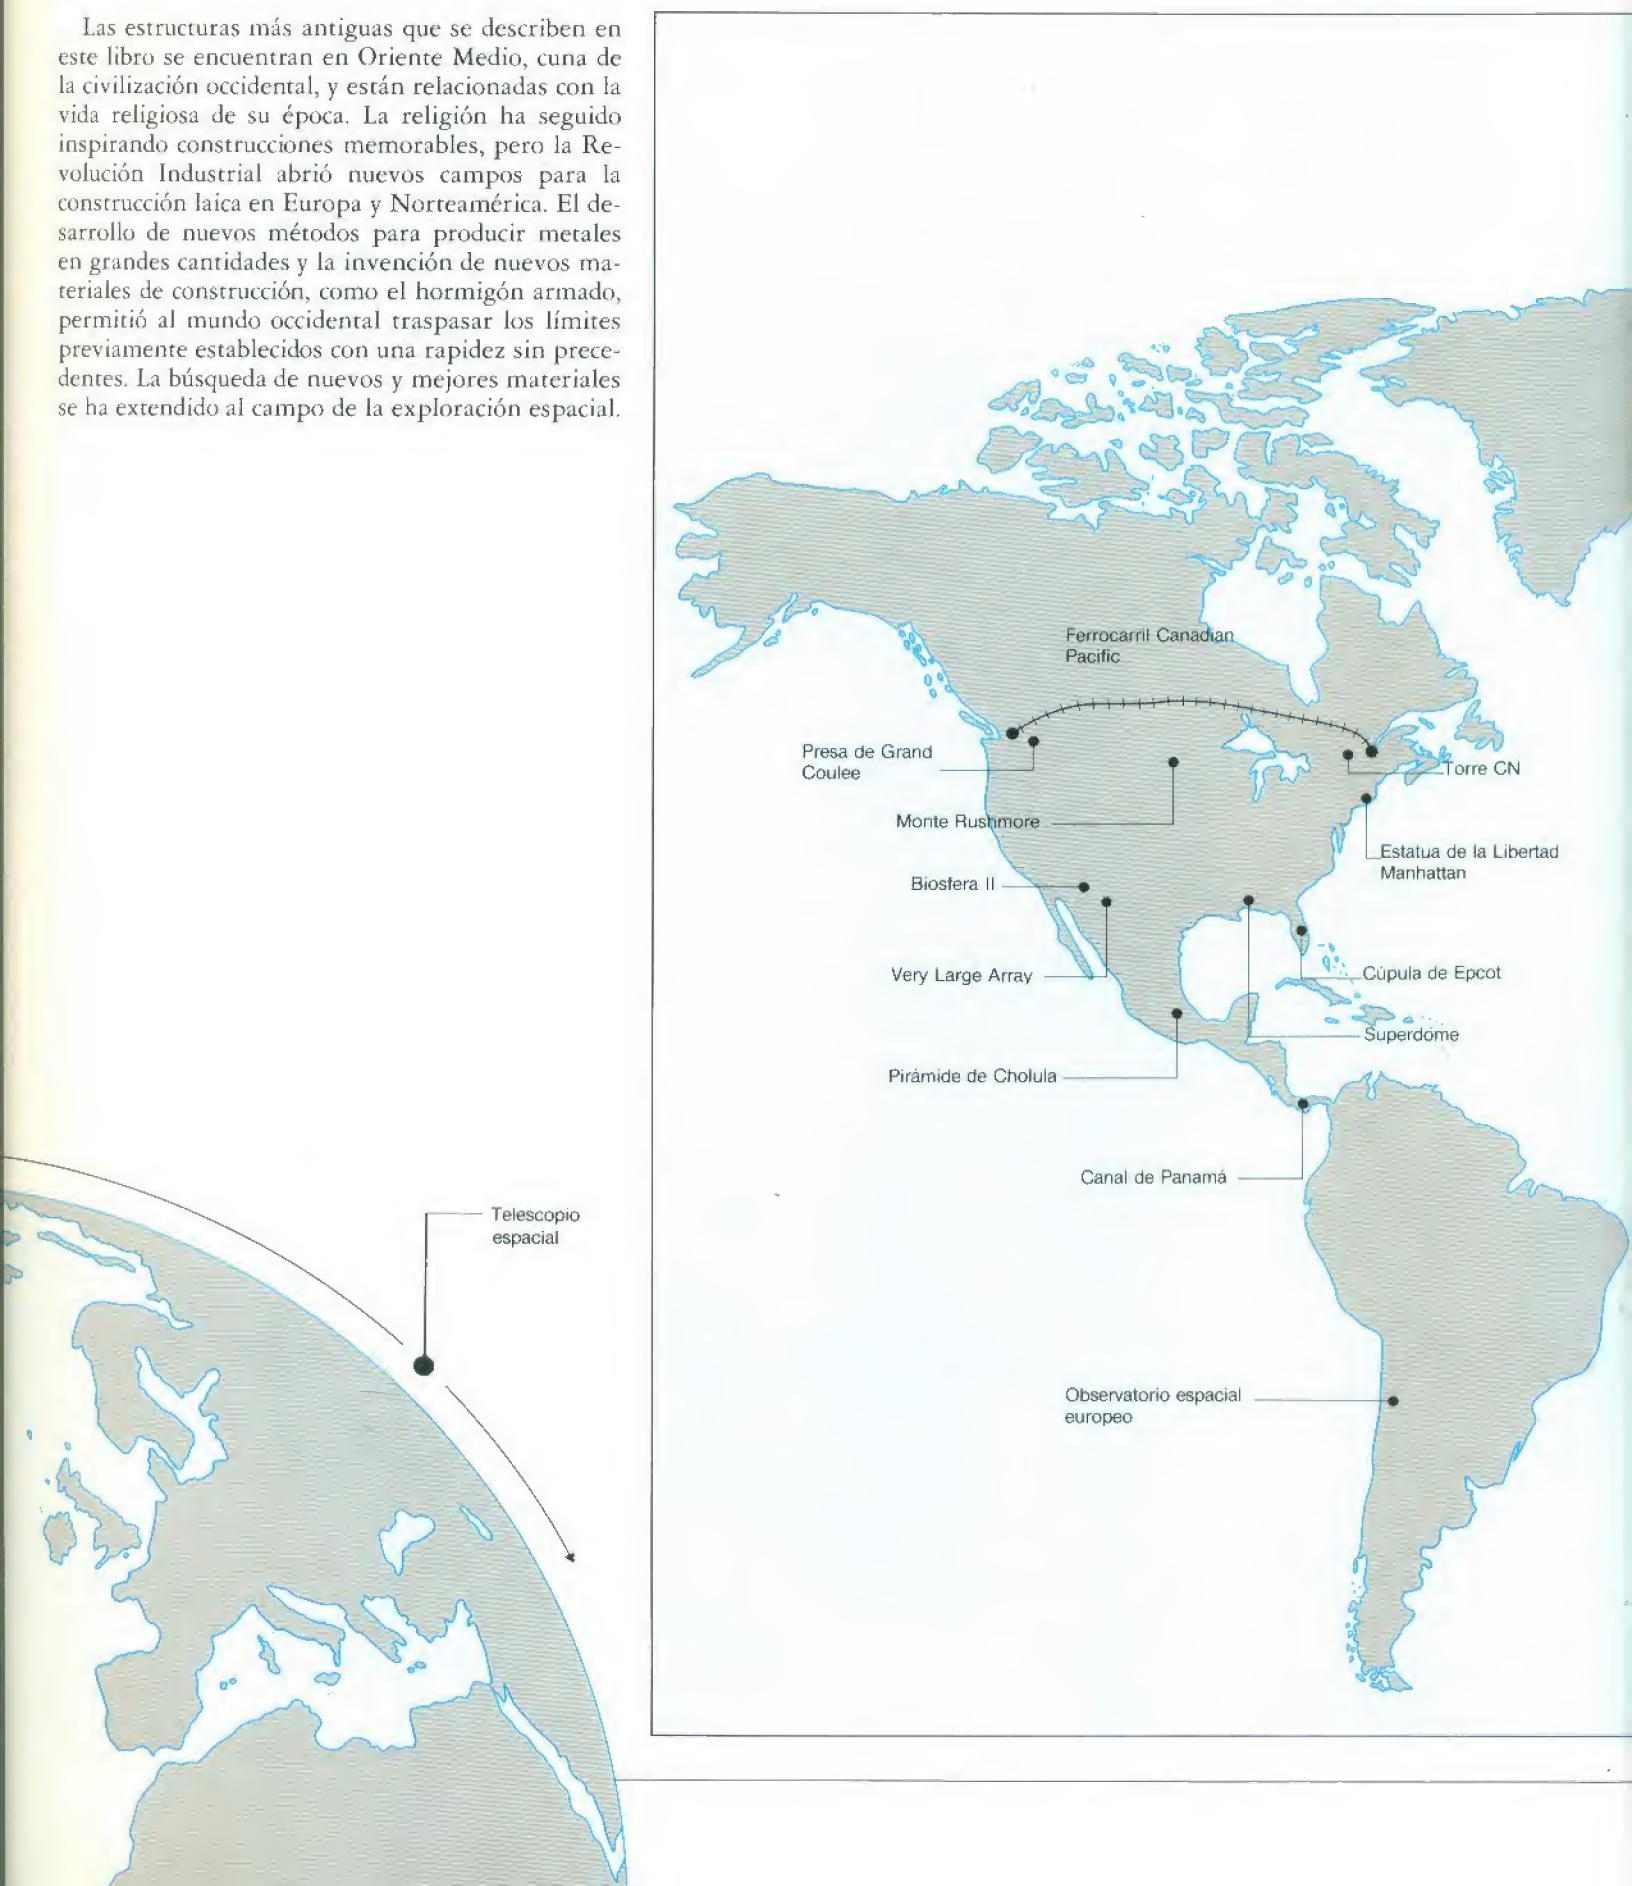 Las estructuras más antiguas que se describen en
este libro se encuentran en Oriente Medio, cuna de
la civilización occidental, y están relacionadas con la
vida religiosa de su época. La religión ha seguido
inspirando construcciones memorables, pero la Re-
volución Industrial abrió nuevos campos para la
construcción laica en Europa y Norteamérica. El de-
sarrollo de nuevos métodos para producir metales
en grandes cantidades y la invención de nuevos ma-
teriales de construcción, como el hormigón armado,
permitió al mundo occidental traspasar los límites
previamente establecidos con una rapidez sin prece-
dentes. La búsqueda de nuevos y mejores materiales
se ha extendido al campo de la exploración espacial.
Ferrocarril Canadian
Pacific
Presa de Grand
Coulee
Torre CN
Monte Rushmore
Estatua de la Libertad
Manhattan
Biosfera II
Very Large Array
Cúpula de Epcot
Superdome
Pirámide de Cholula
Canal de Panamá
Telescopio
espacial
Observatorio espacial
europeo